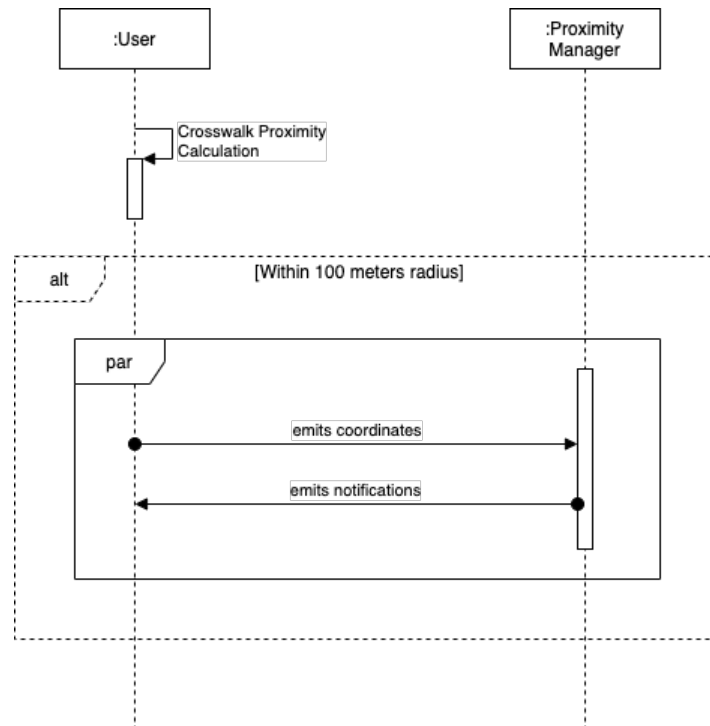 :User
:Proximity
Manager
Crosswalk Proximity
Calculation
alt
[Within 100 meters radius]
par
emits coordinates
emits notifications